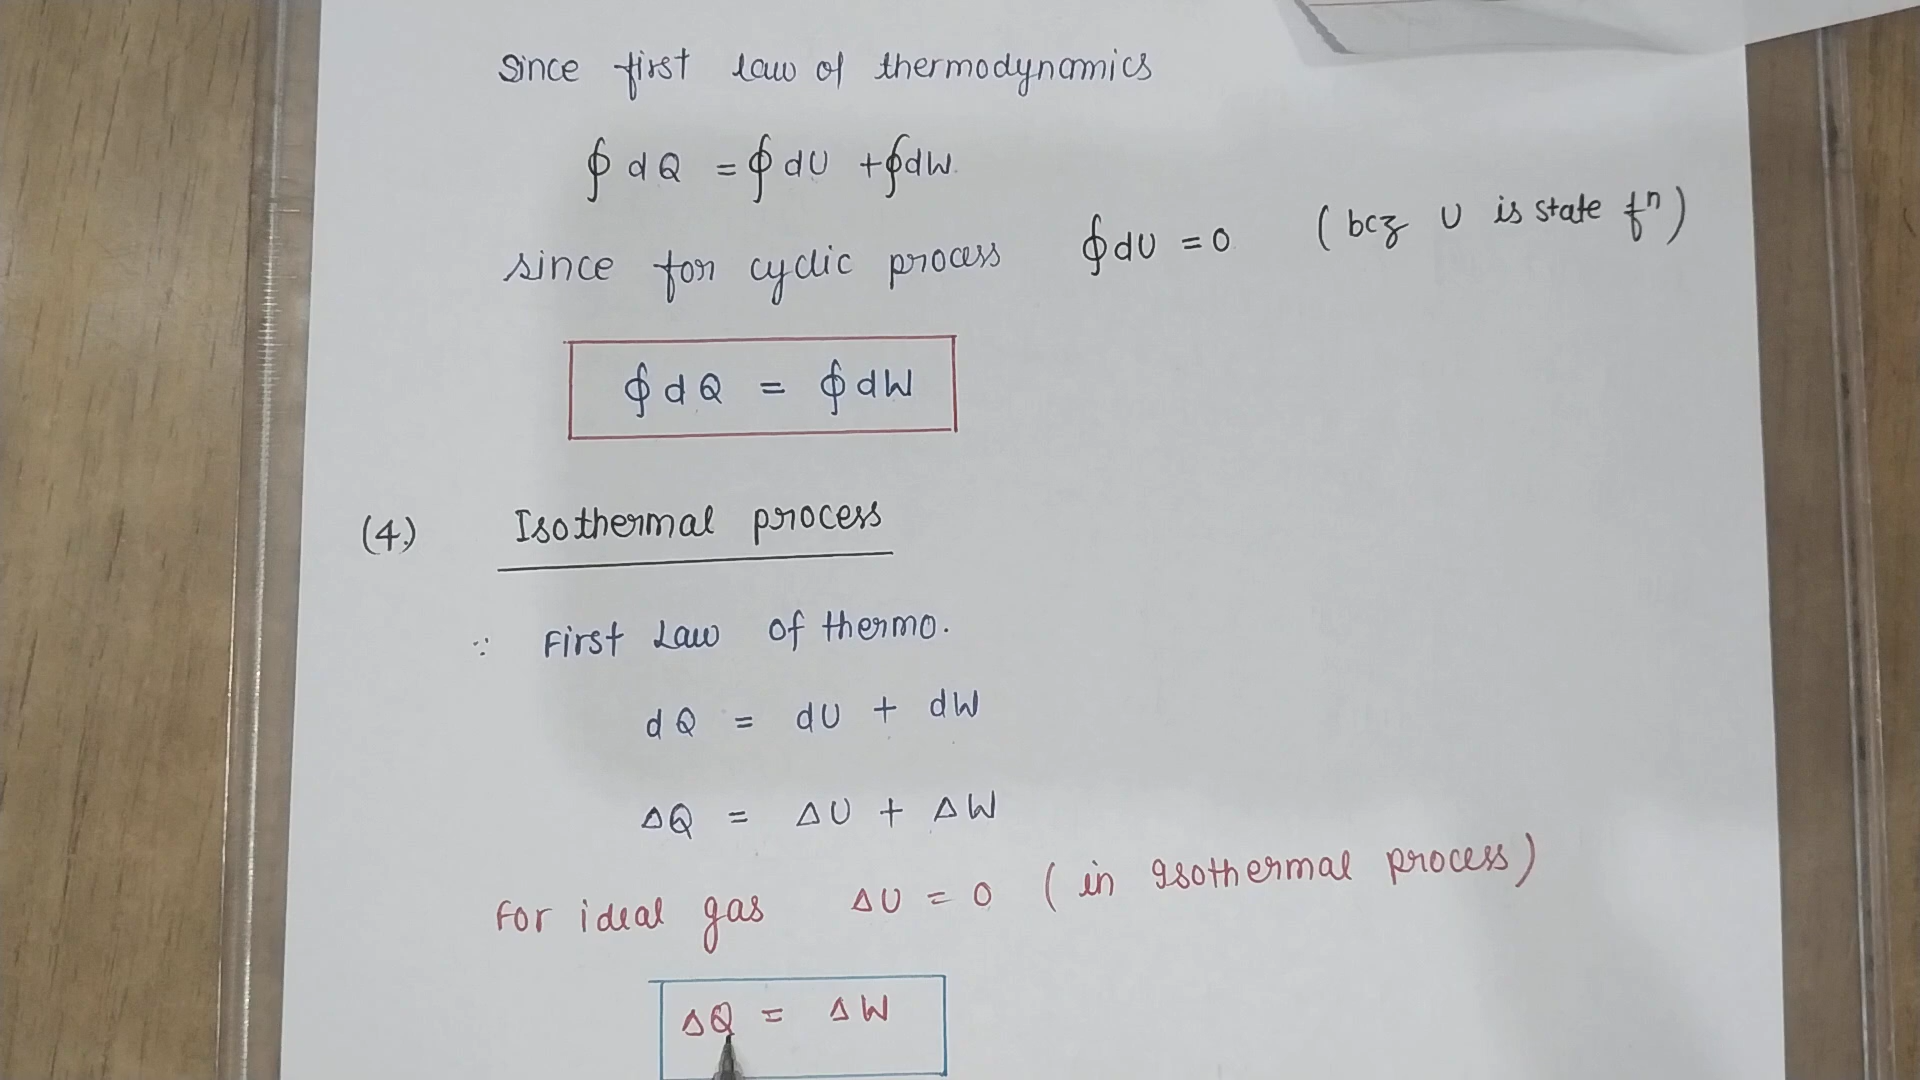 Since first law of thermodynamics
∮ dQ = ∮ dU + ∮ dW
since for cyclic process ∮ dU = 0 (bcz U is state fⁿ)
∮ dQ = ∮ dW
(4.) Isothermal process
∵ First Law of thermo.
dQ = dU + dW
ΔQ = ΔU + ΔW
For ideal gas ΔU = 0 (in Isothermal process)
ΔQ = ΔW